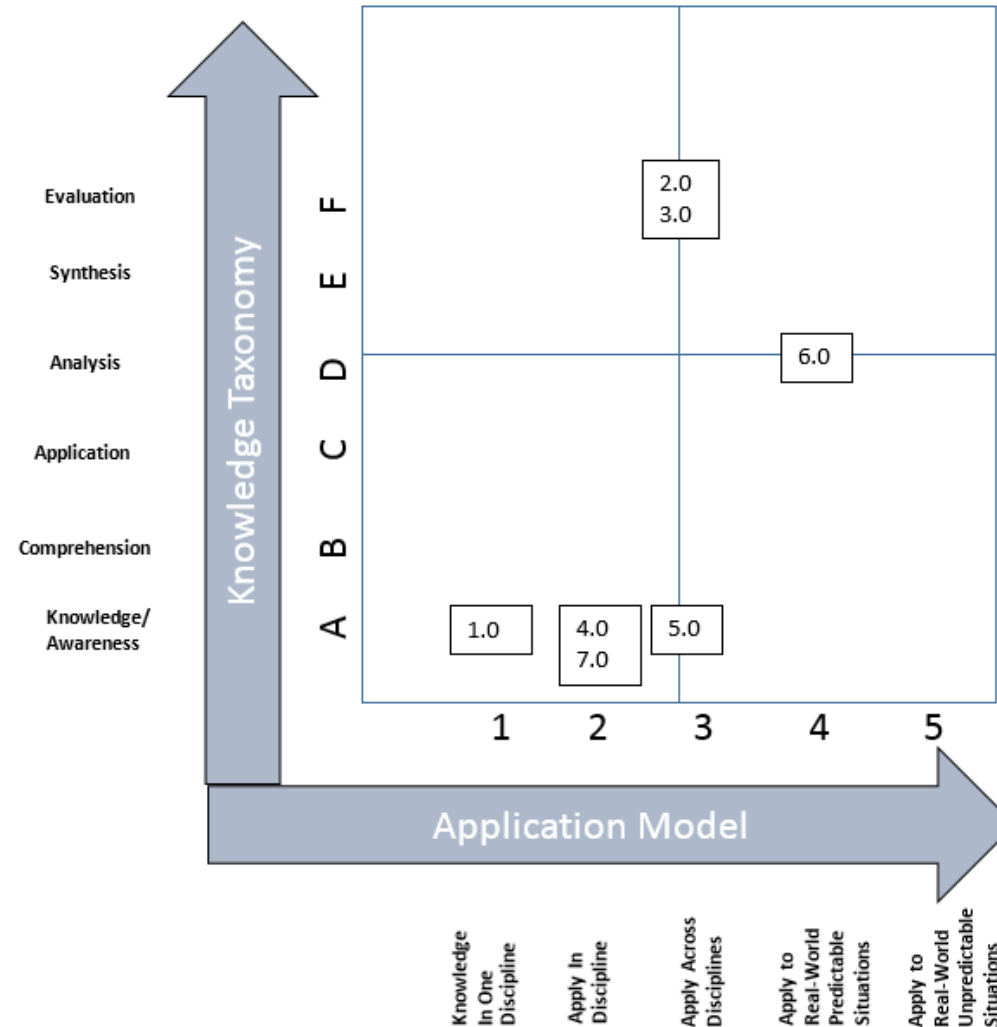 Evaluation
Synthesis
Analysis
Application
Comprehension
Knowledge/
Awareness
Knowledge Taxonomy
F
E
D
C
B
A
2.0
3.0
6.0
1.0
4.0
7.0
5.0
1 2 3 4 5
Application Model
Knowledge
In One
Discipline
Apply In
Discipline
Apply Across
Disciplines
Apply to
Real-World
Predictable
Situations
Apply to
Real-World
Unpredictable
Situations